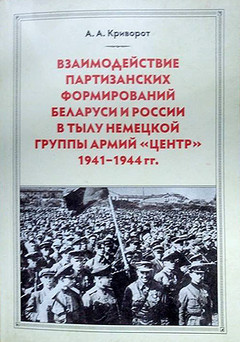 А. А. Криворот
ВЗАИМОДЕЙСТВИЕ
ПАРТИЗАНСКИХ
ФОРМИРОВАНИЙ
БЕЛАРУСИ И РОССИИ
В ТЫЛУ НЕМЕЦКОЙ
ГРУППЫ АРМИЙ «ЦЕНТР»
1941–1944 гг.